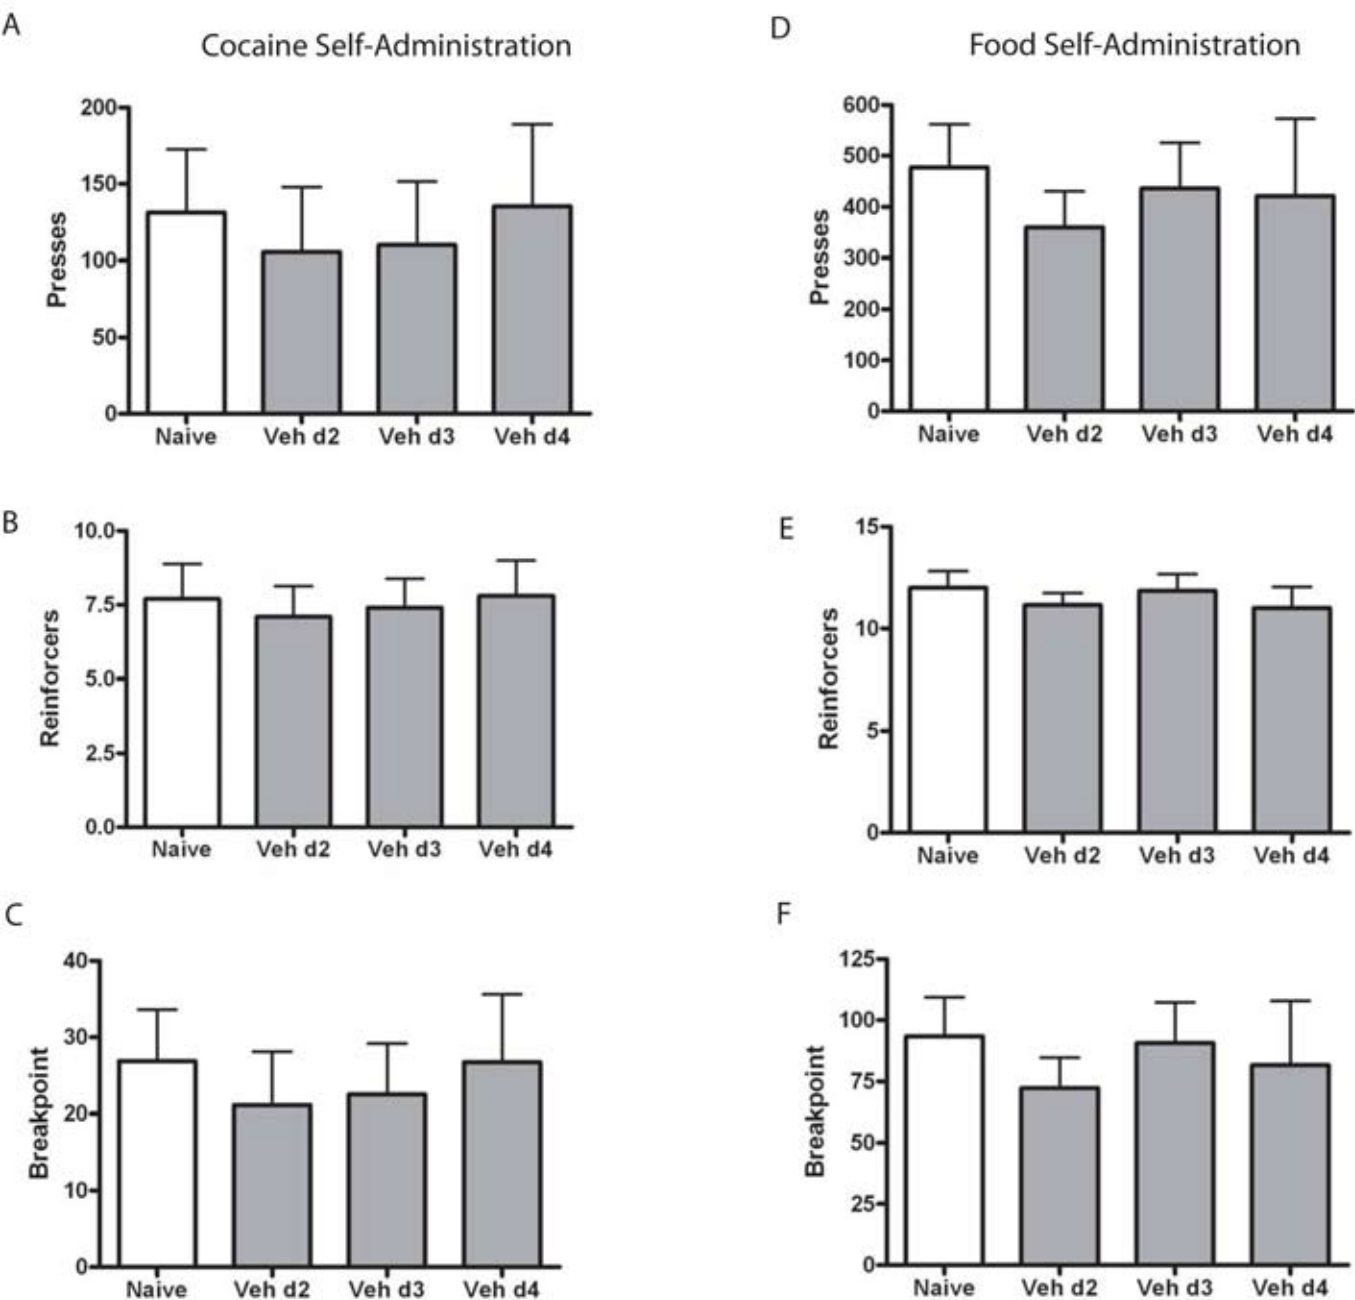 A
Cocaine Self-Administration
200
150
100
50
0
Presses
Naive Veh d2 Veh d3 Veh d4
B
10.0
7.5
5.0
2.5
0.0
Reinforcers
Naive Veh d2 Veh d3 Veh d4
C
40
30
20
10
0
Breakpoint
Naive Veh d2 Veh d3 Veh d4
D
Food Self-Administration
600
500
400
300
200
100
0
Presses
Naive Veh d2 Veh d3 Veh d4
E
15
10
5
0
Reinforcers
Naive Veh d2 Veh d3 Veh d4
F
125
100
75
50
25
0
Breakpoint
Naive Veh d2 Veh d3 Veh d4